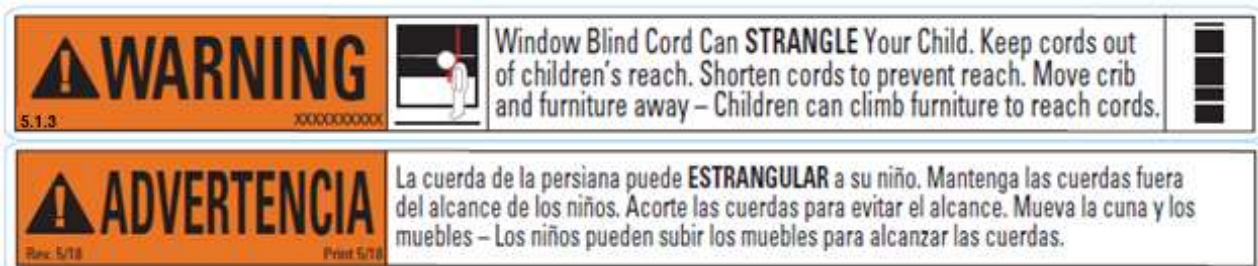 WARNING
5.1.3
XXXXXXXXXX
Window Blind Cord Can STRANGLE Your Child. Keep cords out
of children's reach. Shorten cords to prevent reach. Move crib
and furniture away – Children can climb furniture to reach cords.
ADVERTENCIA
Rev. 5/18
Print 5/18
La cuerda de la persiana puede ESTRANGULAR a su niño. Mantenga las cuerdas fuera
del alcance de los niños. Acorte las cuerdas para evitar el alcance. Mueva la cuna y los
muebles – Los niños pueden subir los muebles para alcanzar las cuerdas.